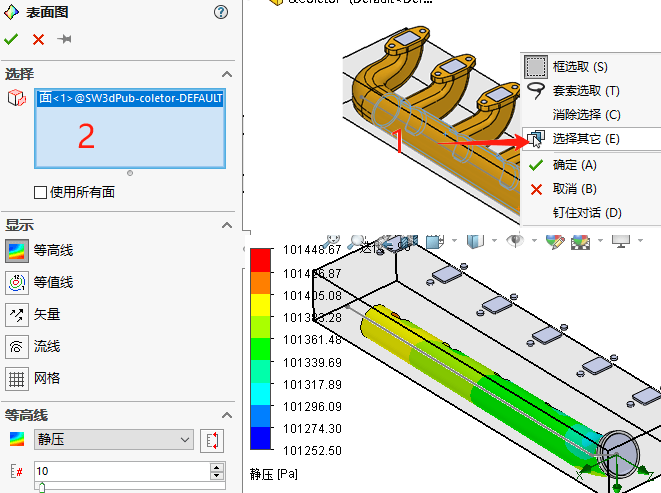 表面图
选择
面<1>@SW3dPub-coletor-DEFAULT
2
使用所有面
显示
等高线
等值线
矢量
流线
网格
等高线
静压
10
1
框选取 (S)
套索选取 (T)
消除选择 (C)
选择其它 (E)
确定 (A)
取消 (B)
钉住对话 (D)
101448.67
101426.87
101405.08
101383.28
101361.48
101339.69
101317.89
101296.09
101274.30
101252.50
静压 [Pa]